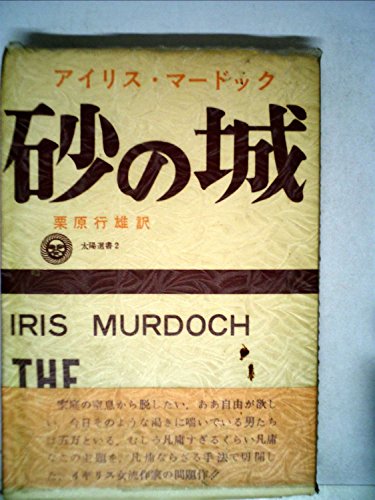 アイリス・マードック
砂の城
栗原行雄訳
太陽選書2
IRIS MURDOCH
THE
家庭の窒息から脱したい，ああ自由が欲し
い．今日そのような渇きに喘いでいる男たち
は五万といる．むしろ凡庸すぎるくらい凡庸
なこの主題を，凡庸ならざる手法で切開し
た，イギリス女流作家の問題作!!